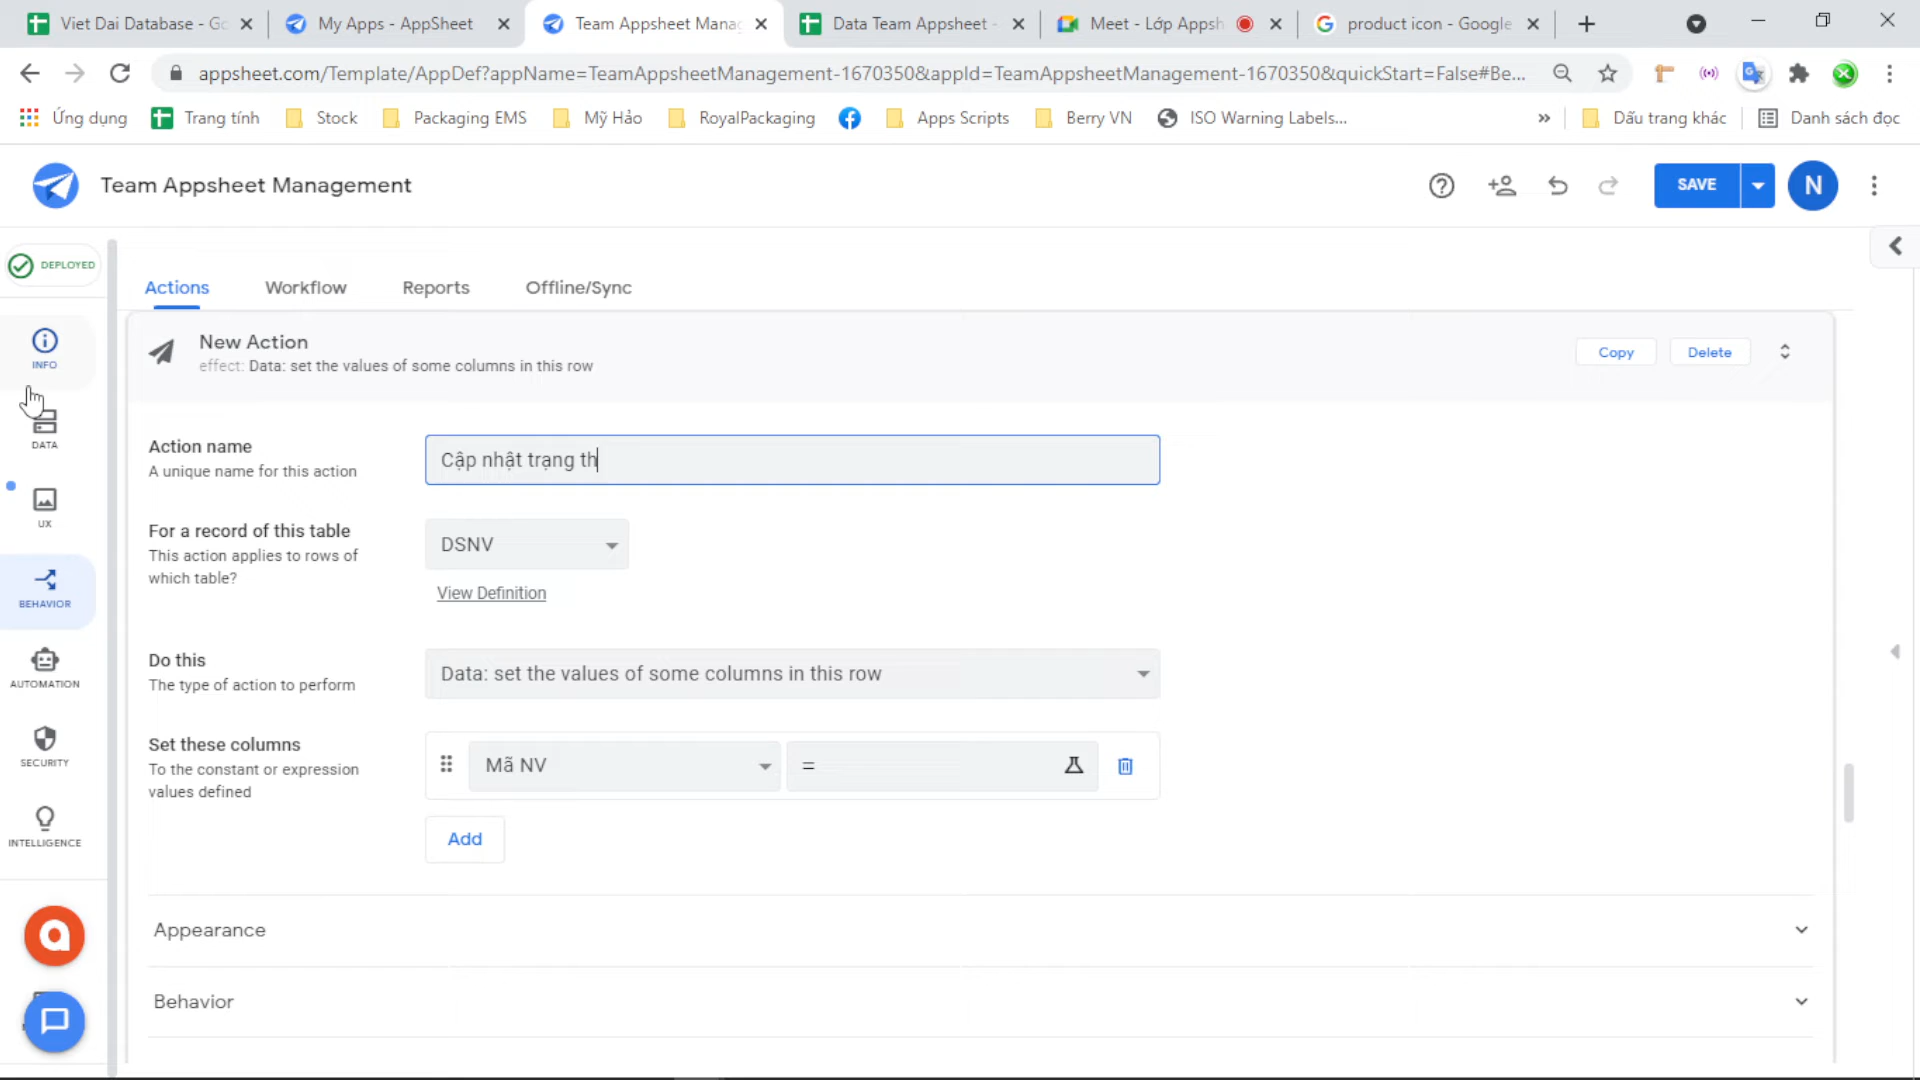 Viet Dai Database - Go
My Apps - AppSheet
Team Appsheet Manag
Data Team Appsheet -
Meet - Lớp Appsh
product icon - Google
appsheet.com/Template/AppDef?appName=TeamAppsheetManagement-1670350&appId=TeamAppsheetManagement-1670350&quickStart=False#Be...
Ứng dụng
Trang tính
Stock
Packaging EMS
Mỹ Hảo
RoyalPackaging
Apps Scripts
Berry VN
ISO Warning Labels...
»
Dấu trang khác
Danh sách đọc
Team Appsheet Management
SAVE
N
DEPLOYED
INFO
DATA
UX
BEHAVIOR
AUTOMATION
SECURITY
INTELLIGENCE
Actions
Workflow
Reports
Offline/Sync
New Action
effect: Data: set the values of some columns in this row
Copy
Delete
Action name
A unique name for this action
Cập nhật trạng th
For a record of this table
This action applies to rows of
which table?
DSNV
View Definition
Do this
The type of action to perform
Data: set the values of some columns in this row
Set these columns
To the constant or expression
values defined
Mã NV
=
Add
Appearance
Behavior